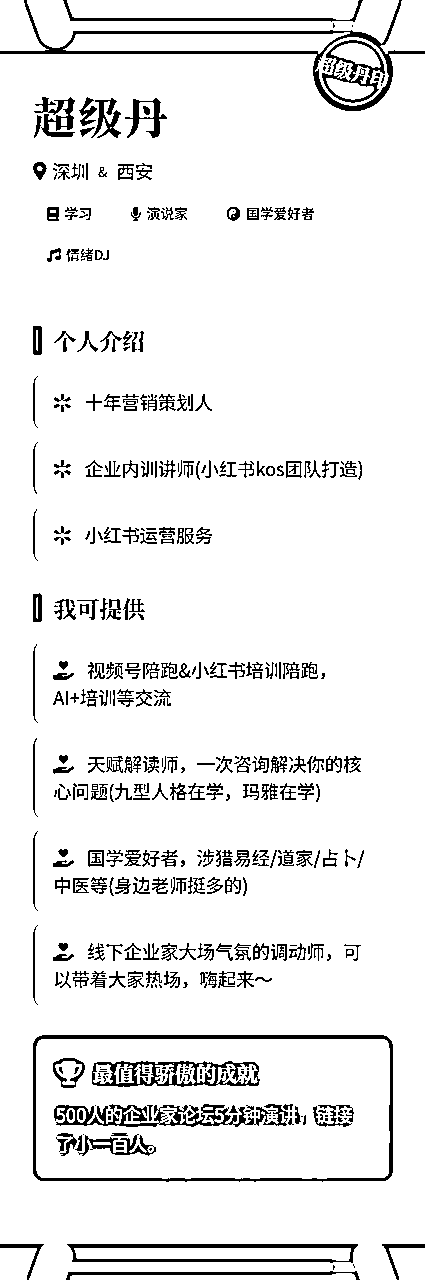 超级丹印
超级丹
深圳 & 西安
学习 演说家 国学爱好者
情绪DJ
个人介绍
十年营销策划人
企业内训讲师(小红书kos团队打造)
小红书运营服务
我可提供
视频号陪跑&小红书培训陪跑，
AI+培训等交流
天赋解读师，一次咨询解决你的核
心问题(九型人格在学，玛雅在学)
国学爱好者，涉猎易经/道家/占卜/
中医等(身边老师挺多的)
线下企业家大场气氛的调动师，可
以带着大家热场，嗨起来～
最值得骄傲的成就
500人的企业家论坛5分钟演讲，链接
了小一百人。